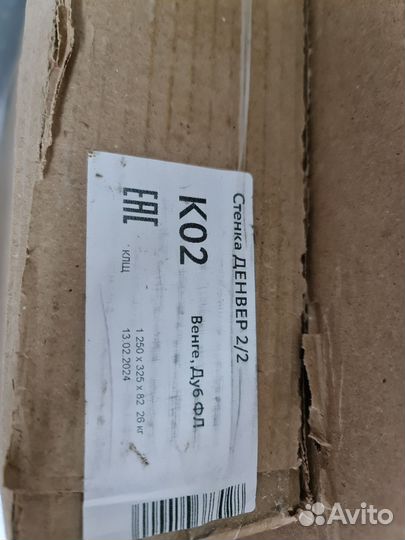 Стенка ДЕНВЕР 2/2
К02
Венге, Дуб ФЛ
EAC
КПЩ
1 250 x 325 x 82 26 кг
13.02.2024
Avito